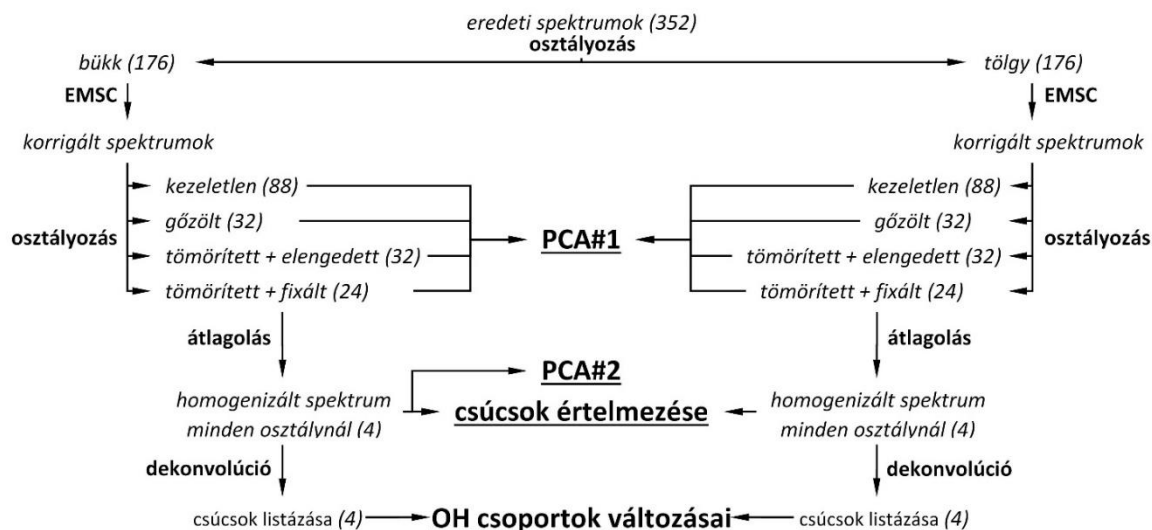 eredeti spektrumok (352)
osztályozás
bükk (176)
tölgy (176)
EMSC
EMSC
korrigált spektrumok
korrigált spektrumok
kezeletlen (88)
kezeletlen (88)
gőzölt (32)
gőzölt (32)
osztályozás
PCA#1
osztályozás
tömörített + elengedett (32)
tömörített + elengedett (32)
tömörített + fixált (24)
tömörített + fixált (24)
átlagolás
átlagolás
PCA#2
homogenizált spektrum
minden osztálynál (4)
csúcsok értelmezése
homogenizált spektrum
minden osztálynál (4)
dekonvolúció
dekonvolúció
csúcsok listázása (4)
OH csoportok változásai
csúcsok listázása (4)